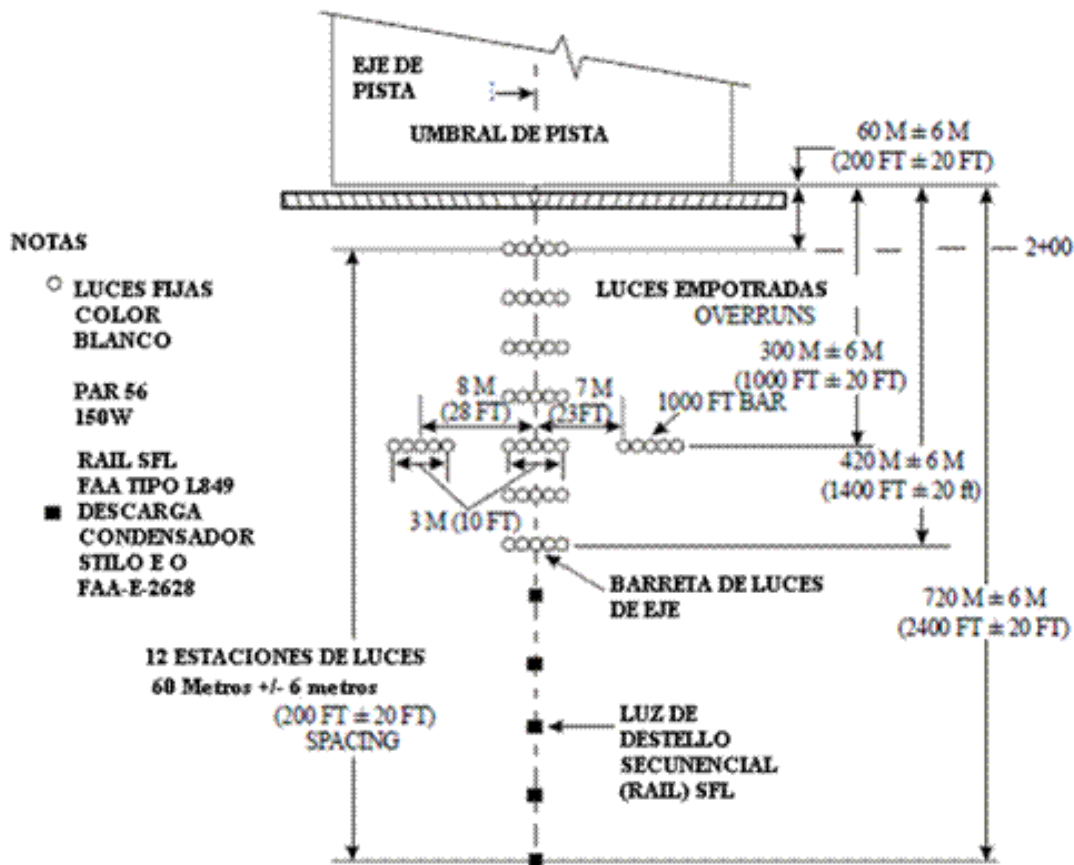 EJE DE
PISTA
UMBRAL DE PISTA
60 M ± 6 M
(200 FT ± 20 FT)
NOTAS
2+00
LUCES FIJAS
COLOR
BLANCO
LUCES EMPOTRADAS
OVERRUNS
300 M ± 6 M
(1000 FT ± 20 FT)
PAR 56
150W
8 M
(28 FT)
7 M
(23FT)
1000 FT BAR
RAIL SFL
FAA TIPO L849
DESCARGA
CONDENSADOR
STILO E O
FAA-E-2628
3 M (10 FT)
420 M ± 6 M
(1400 FT ± 20 ft)
BARRETA DE LUCES
DE EJE
720 M ± 6 M
(2400 FT ± 20 FT)
12 ESTACIONES DE LUCES
60 Metros +/- 6 metros
(200 FT ± 20 FT)
SPACING
LUZ DE
DESTELLO
SECUNENCIAL
(RAIL) SFL